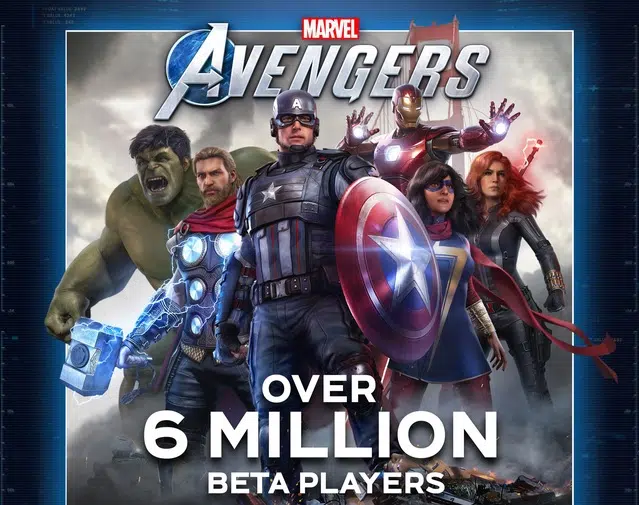 MARVEL
AVENGERS
A
OVER
6 MILLION
BETA PLAYERS